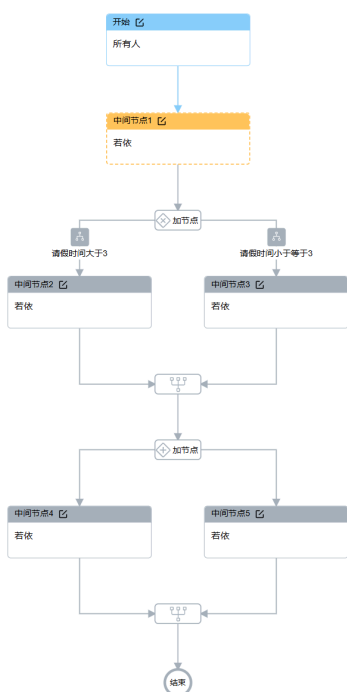 开始
所有人
中间节点1
若依
加节点
请假时间大于3
请假时间小于等于3
中间节点2
若依
中间节点3
若依
加节点
中间节点4
若依
中间节点5
若依
结束